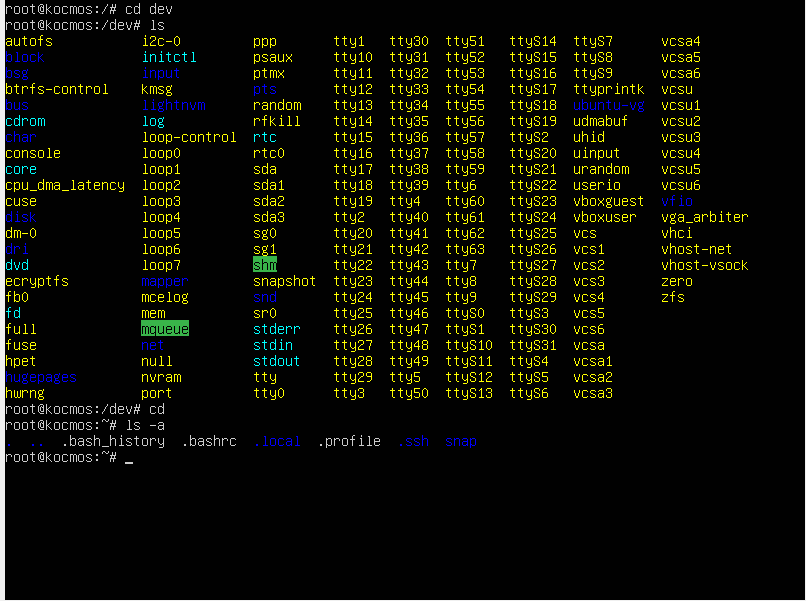 root@kocmos:/# cd dev
root@kocmos:/dev# ls
autofs i2c-0 ppp tty1 tty30 tty51 ttyS14 ttyS7 vcsa4
block initctl psaux tty10 tty31 tty52 ttyS15 ttyS8 vcsa5
bsg input ptmx tty11 tty32 tty53 ttyS16 ttyS9 vcsa6
btrfs-control kmsg pts tty12 tty33 tty54 ttyS17 ttyprintk vcsu
bus lightnvm random tty13 tty34 tty55 ttyS18 ubuntu-vg vcsu1
cdrom log rfkill tty14 tty35 tty56 ttyS19 udmabuf vcsu2
char loop-control rtc tty15 tty36 tty57 ttyS2 uhid vcsu3
console loop0 rtc0 tty16 tty37 tty58 ttyS20 uinput vcsu4
core loop1 sda tty17 tty38 tty59 ttyS21 urandom vcsu5
cpu_dma_latency loop2 sda1 tty18 tty39 tty6 ttyS22 userio vcsu6
cuse loop3 sda2 tty19 tty4 tty60 ttyS23 vboxguest vfio
disk loop4 sda3 tty2 tty40 tty61 ttyS24 vboxuser vga_arbiter
dm-0 loop5 sg0 tty20 tty41 tty62 ttyS25 vcs vhci
dri loop6 sg1 tty21 tty42 tty63 ttyS26 vcs1 vhost-net
dvd loop7 shm tty22 tty43 tty7 ttyS27 vcs2 vhost-vsock
ecryptfs mapper snapshot tty23 tty44 tty8 ttyS28 vcs3 zero
fb0 mcelog snd tty24 tty45 tty9 ttyS29 vcs4 zfs
fd mem sr0 tty25 tty46 ttyS0 ttyS3 vcs5
full mqueue stderr tty26 tty47 ttyS1 ttyS30 vcs6
fuse net stdin tty27 tty48 ttyS10 ttyS31 vcsa
hpet null stdout tty28 tty49 ttyS11 ttyS4 vcsa1
hugepages nvram tty tty29 tty5 ttyS12 ttyS5 vcsa2
hwrng port tty0 tty3 tty50 ttyS13 ttyS6 vcsa3
root@kocmos:/dev# cd
root@kocmos:~# ls -a
. .. .bash_history .bashrc .local .profile .ssh snap
root@kocmos:~# _